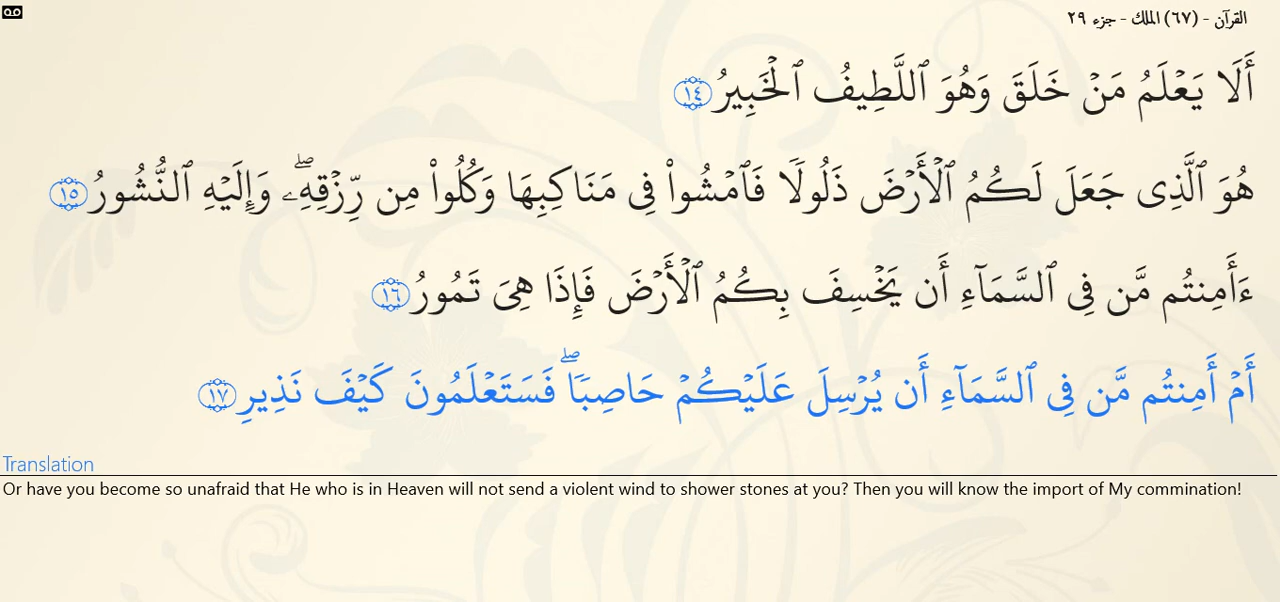 القرآن - (٦٧) الملك - جزء ٢٩
أَلَا يَعۡلَمُ مَنۡ خَلَقَ وَهُوَ ٱللَّطِيفُ ٱلۡخَبِيرُ ١٤
هُوَ ٱلَّذِى جَعَلَ لَكُمُ ٱلۡأَرۡضَ ذَلُولٗا فَٱمۡشُواْ فِى مَنَاكِبِهَا وَكُلُواْ مِن رِّزۡقِهِۦۖ وَإِلَيۡهِ ٱلنُّشُورُ ١٥
ءَأَمِنتُم مَّن فِى ٱلسَّمَآءِ أَن يَخۡسِفَ بِكُمُ ٱلۡأَرۡضَ فَإِذَا هِىَ تَمُورُ ١٦
أَمۡ أَمِنتُم مَّن فِى ٱلسَّمَآءِ أَن يُرۡسِلَ عَلَيۡكُمۡ حَاصِبٗاۖ فَسَتَعۡلَمُونَ كَيۡفَ نَذِيرِ ١٧
Translation
Or have you become so unafraid that He who is in Heaven will not send a violent wind to shower stones at you? Then you will know the import of My commination!